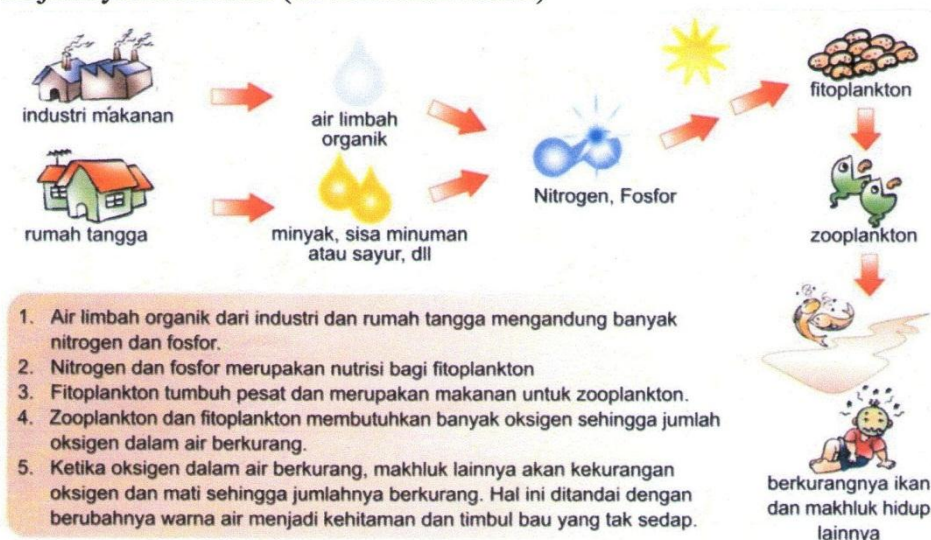 industri makanan
air limbah
organik
fitoplankton
Nitrogen, Fosfor
rumah tangga
minyak, sisa minuman
atau sayur, dll
zooplankton
1. Air limbah organik dari industri dan rumah tangga mengandung banyak
nitrogen dan fosfor.
2. Nitrogen dan fosfor merupakan nutrisi bagi fitoplankton
3. Fitoplankton tumbuh pesat dan merupakan makanan untuk zooplankton.
4. Zooplankton dan fitoplankton membutuhkan banyak oksigen sehingga jumlah
oksigen dalam air berkurang.
5. Ketika oksigen dalam air berkurang, makhluk lainnya akan kekurangan
oksigen dan mati sehingga jumlahnya berkurang. Hal ini ditandai dengan
berubahnya warna air menjadi kehitaman dan timbul bau yang tak sedap.
berkurangnya ikan
dan makhluk hidup
lainnya